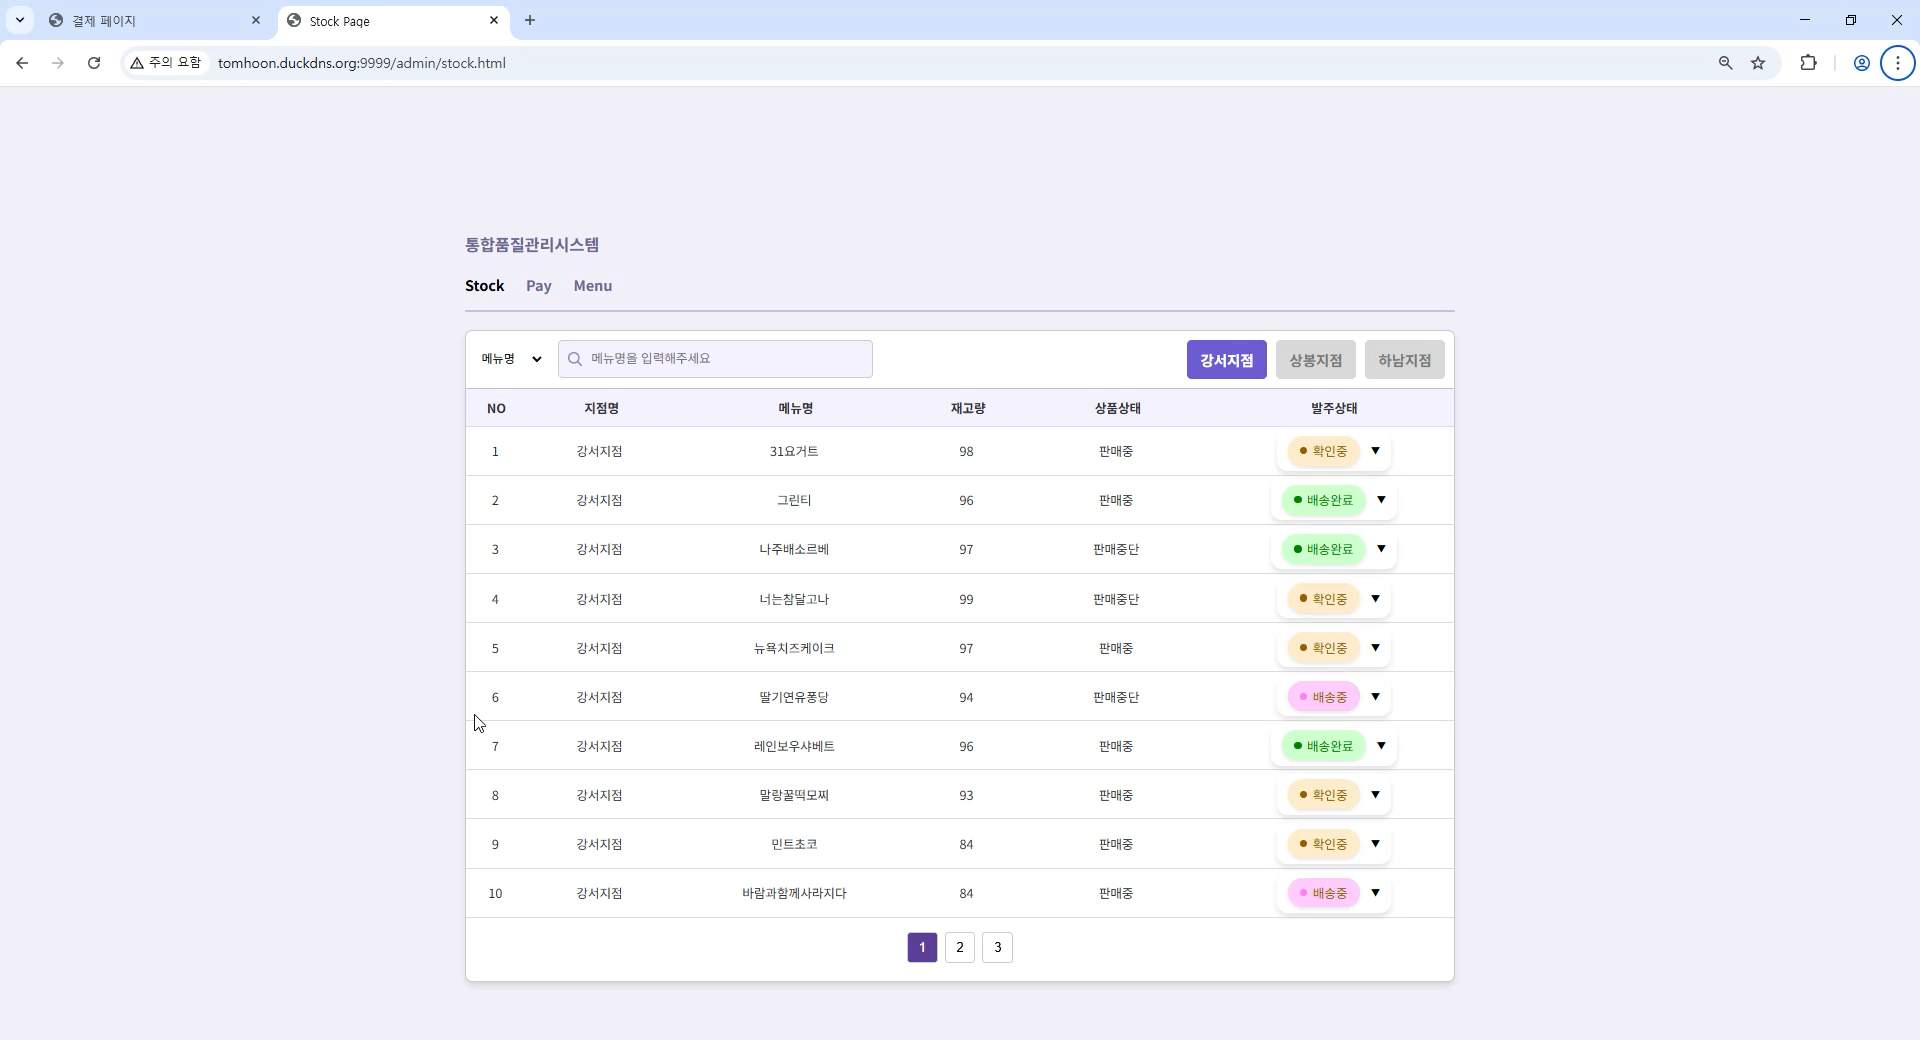 결제 페이지
Stock Page
주의 요함
tomhoon.duckdns.org:9999/admin/stock.html
통합품질관리시스템
Stock Pay Menu
메뉴명 메뉴명을 입력해주세요 강서지점 상봉지점 하남지점
NO 지점명 메뉴명 재고량 상품상태 발주상태
1 강서지점 31요거트 98 판매중 확인중 ▼
2 강서지점 그린티 96 판매중 배송완료 ▼
3 강서지점 나주배소르베 97 판매중단 배송완료 ▼
4 강서지점 너는참달고나 99 판매중단 확인중 ▼
5 강서지점 뉴욕치즈케이크 97 판매중 확인중 ▼
6 강서지점 딸기연유퐁당 94 판매중단 배송중 ▼
7 강서지점 레인보우샤베트 96 판매중 배송완료 ▼
8 강서지점 말랑꿀떡모찌 93 판매중 확인중 ▼
9 강서지점 민트초코 84 판매중 확인중 ▼
10 강서지점 바람과함께사라지다 84 판매중 배송중 ▼
1 2 3